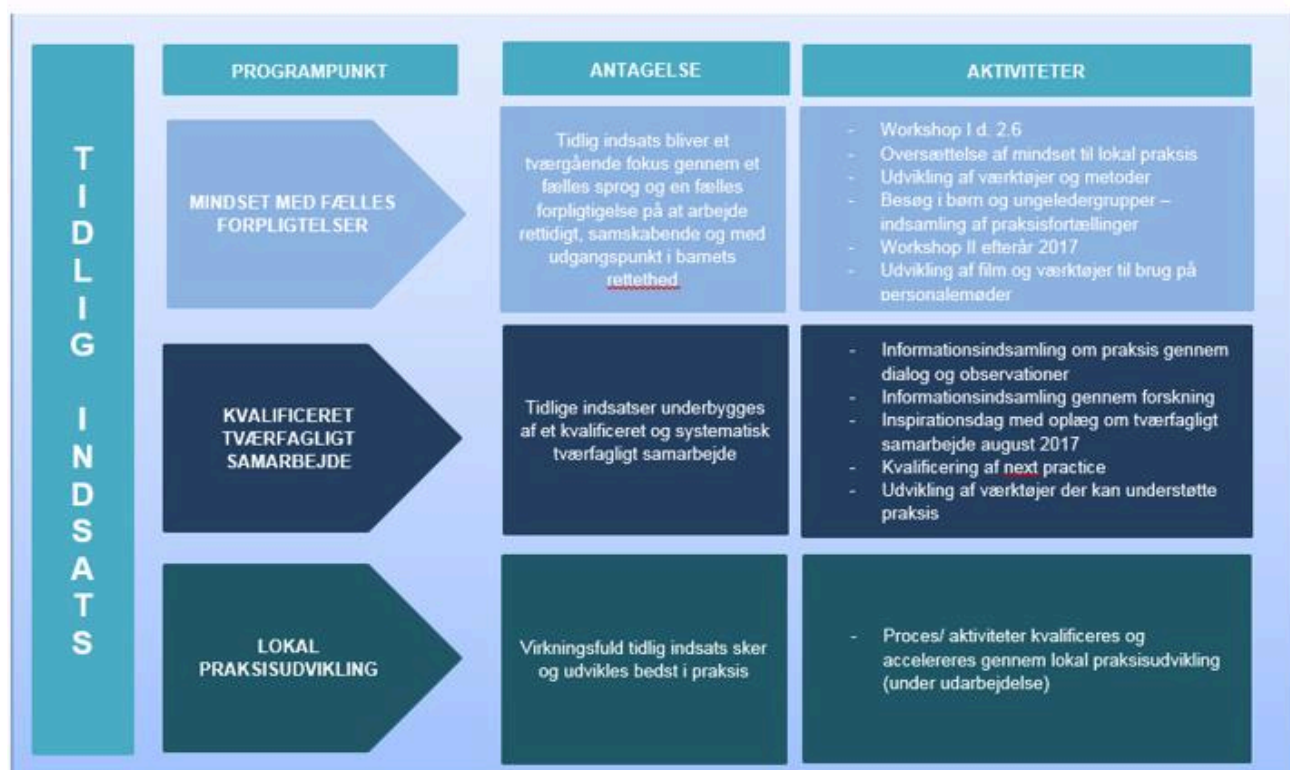 TIDLIG INDSATS
PROGRAMPUNKT
ANTAGELSE
AKTIVITETER
MINDSET MED FÆLLES
FORPLIGTELSER
Tidlig indsats bliver et
tværgående fokus gennem et
fælles sprog og en fælles
forpligtigelse på at arbejde
rettidigt, samskabende og med
udgangspunkt i barnets
rettethed
- Workshop I d. 2.6
- Oversættelse af mindset til lokal praksis
- Udvikling af værktøjer og metoder
- Besøg i børn og ungeledergrupper –
indsamling af praksisfortællinger
- Workshop II efterår 2017
- Udvikling af film og værktøjer til brug på
personalemøder
KVALIFICERET
TVÆRFAGLIGT
SAMARBEJDE
Tidlige indsatser underbygges
af et kvalificeret og systematisk
tværfagligt samarbejde
- Informationsindsamling om praksis gennem
dialog og observationer
- Informationsindsamling gennem forskning
- Inspirationsdag med oplæg om tværfagligt
samarbejde august 2017
- Kvalificering af next practice
- Udvikling af værktøjer der kan understøtte
praksis
LOKAL
PRAKSISUDVIKLING
Virkningsfuld tidlig indsats sker
og udvikles bedst i praksis
- Proces/ aktiviteter kvalificeres og
accelereres gennem lokal praksisudvikling
(under udarbejdelse)